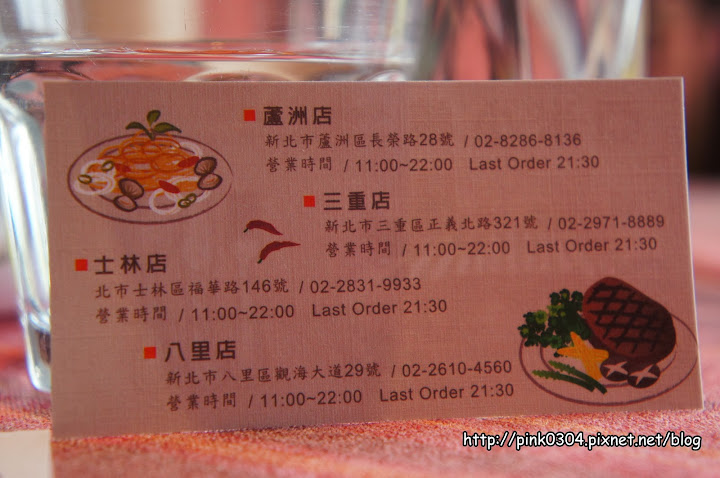 蘆洲店
新北市蘆洲區長榮路28號 / 02-8286-8136
營業時間 / 11:00~22:00 Last Order 21:30
三重店
新北市三重區正義北路321號 / 02-2971-8889
營業時間 / 11:00~22:00 Last Order 21:30
士林店
北市士林區福華路146號 / 02-2831-9933
營業時間 / 11:00~22:00 Last Order 21:30
八里店
新北市八里區觀海大道29號 / 02-2610-4560
營業時間 / 11:00~22:00 Last Order 21:30
http://pink0304.pixnet.net/blog